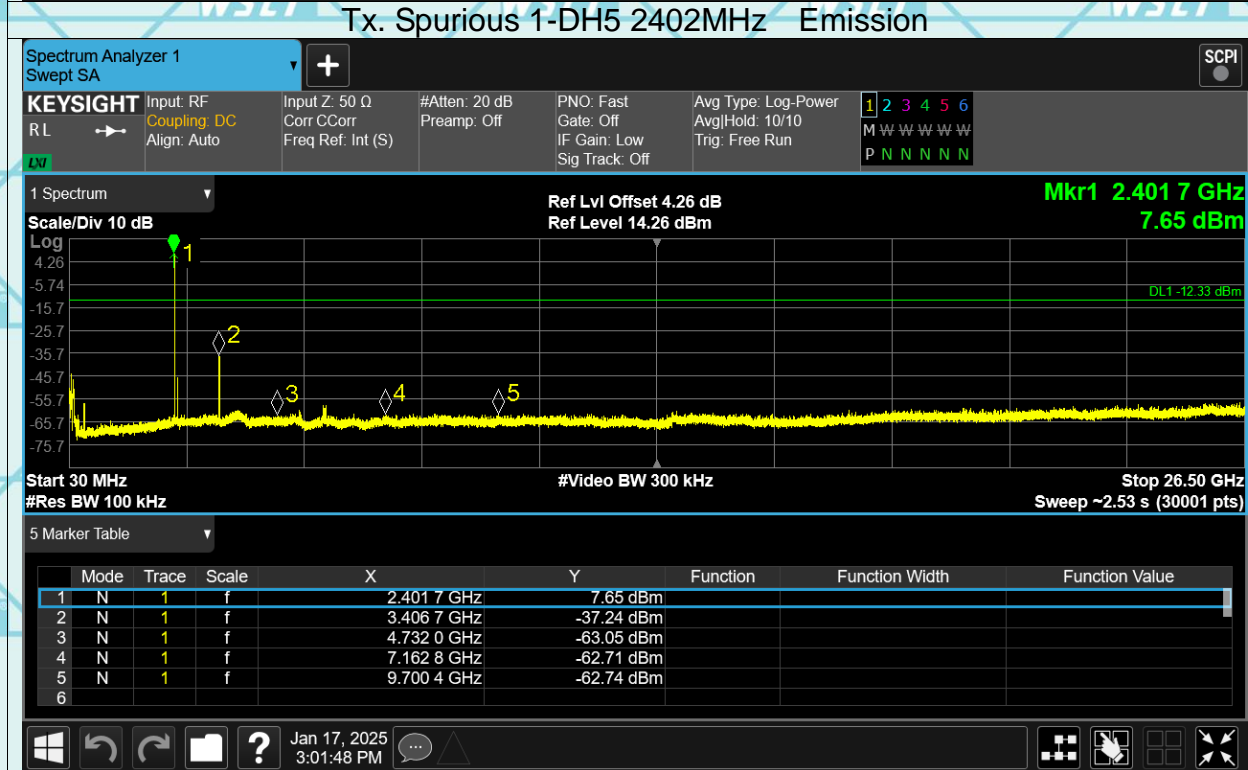 Tx. Spurious 1-DH5 2402MHz Emission
Spectrum Analyzer 1
Swept SA
SCPI
KEYSIGHT
RL
LXI
Input: RF
Coupling: DC
Align: Auto
Input Z: 50 Ω
Corr CCorr
Freq Ref: Int (S)
#Atten: 20 dB
Preamp: Off
PNO: Fast
Gate: Off
IF Gain: Low
Sig Track: Off
Avg Type: Log-Power
Avg|Hold: 10/10
Trig: Free Run
1 2 3 4 5 6
M W W W W W
P N N N N N
1 Spectrum
Scale/Div 10 dB
Ref Lvl Offset 4.26 dB
Ref Level 14.26 dBm
Mkr1 2.401 7 GHz
7.65 dBm
Log
4.26
-5.74
-15.7
-25.7
-35.7
-45.7
-55.7
-65.7
-75.7
DL1 -12.33 dBm
1
2
3
4
5
Start 30 MHz
#Res BW 100 kHz
#Video BW 300 kHz
Stop 26.50 GHz
Sweep ~2.53 s (30001 pts)
5 Marker Table
Mode Trace Scale X Y Function Function Width Function Value
1 N 1 f 2.401 7 GHz 7.65 dBm
2 N 1 f 3.406 7 GHz -37.24 dBm
3 N 1 f 4.732 0 GHz -63.05 dBm
4 N 1 f 7.162 8 GHz -62.71 dBm
5 N 1 f 9.700 4 GHz -62.74 dBm
6
Jan 17, 2025
3:01:48 PM